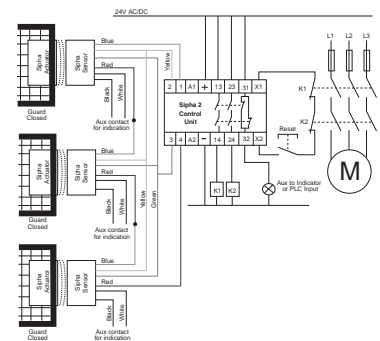 24V AC/DC
Blue
Yellow
Red
Sipha
Actuator
Sipha
Sensor
Black
White
Guard
Closed
Aux contact
for indication
2 1 A1 + 13 23 31 X1
Sipha 2
Control
Unit
3 4 A2 − 14 24 32 X2
L1 L2 L3
K1
K2
Reset
M
K1 K2
Aux to Indicator
or PLC Input
Blue
Red
Sipha
Actuator
Sipha
Sensor
Black
White
Yellow
Green
Guard
Closed
Aux contact
for indication
Blue
Red
Sipha
Actuator
Sipha
Sensor
Black
White
Guard
Closed
Aux contact
for indication